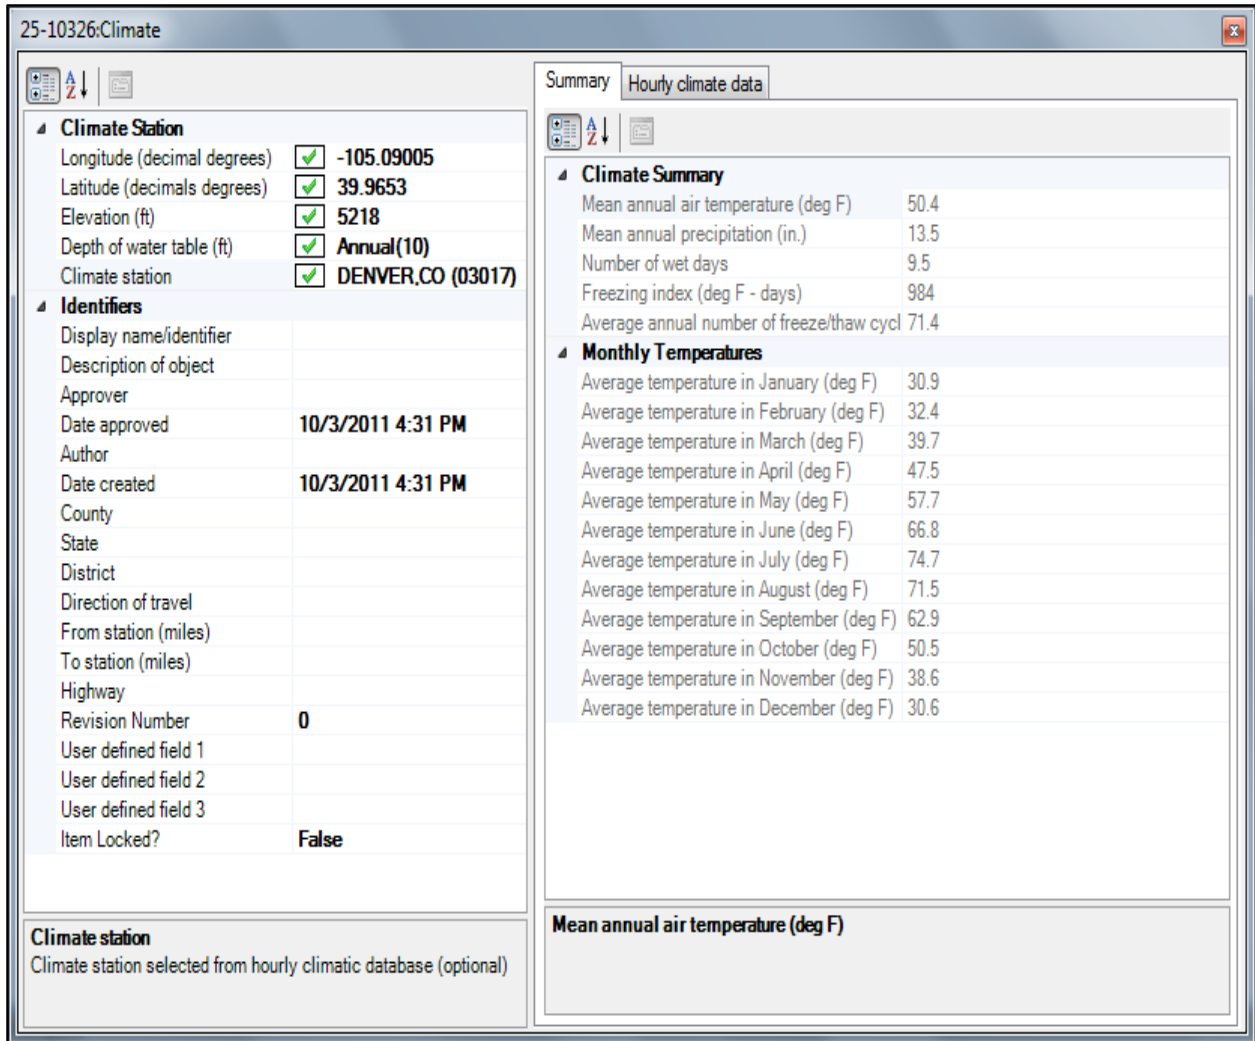 25-10326:Climate
Climate Station
Longitude (decimal degrees) -105.09005
Latitude (decimals degrees) 39.9653
Elevation (ft) 5218
Depth of water table (ft) Annual(10)
Climate station DENVER,CO (03017)
Identifiers
Display name/identifier
Description of object
Approver
Date approved 10/3/2011 4:31 PM
Author
Date created 10/3/2011 4:31 PM
County
State
District
Direction of travel
From station (miles)
To station (miles)
Highway
Revision Number 0
User defined field 1
User defined field 2
User defined field 3
Item Locked? False
Climate station
Climate station selected from hourly climatic database (optional)
Summary Hourly climate data
Climate Summary
Mean annual air temperature (deg F) 50.4
Mean annual precipitation (in.) 13.5
Number of wet days 9.5
Freezing index (deg F - days) 984
Average annual number of freeze/thaw cycl 71.4
Monthly Temperatures
Average temperature in January (deg F) 30.9
Average temperature in February (deg F) 32.4
Average temperature in March (deg F) 39.7
Average temperature in April (deg F) 47.5
Average temperature in May (deg F) 57.7
Average temperature in June (deg F) 66.8
Average temperature in July (deg F) 74.7
Average temperature in August (deg F) 71.5
Average temperature in September (deg F) 62.9
Average temperature in October (deg F) 50.5
Average temperature in November (deg F) 38.6
Average temperature in December (deg F) 30.6
Mean annual air temperature (deg F)